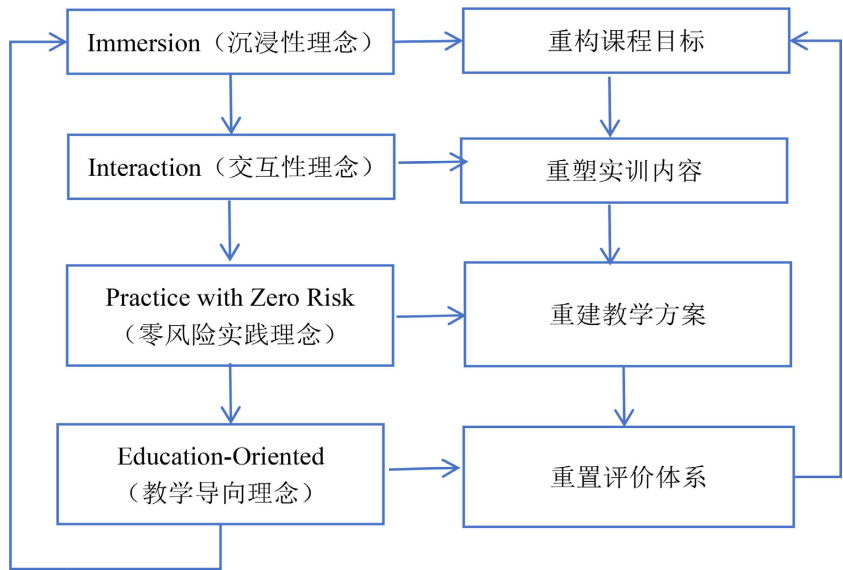 Immersion（沉浸性理念）
重构课程目标
Interaction（交互性理念）
重塑实训内容
Practice with Zero Risk
（零风险实践理念）
重建教学方案
Education-Oriented
（教学导向理念）
重置评价体系